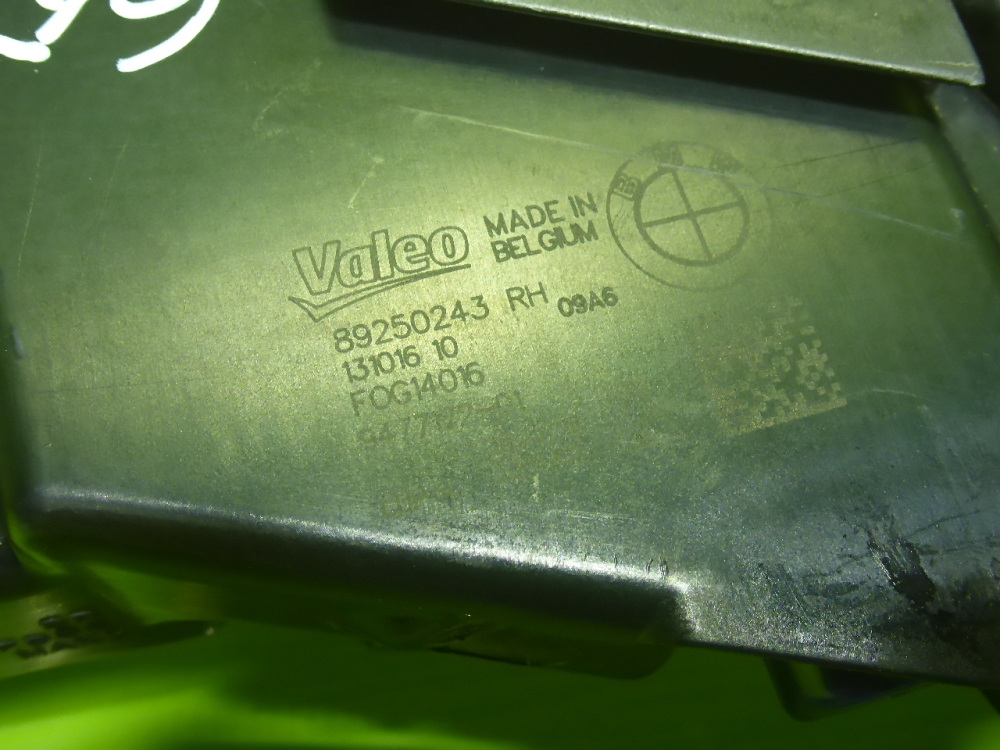 Valeo
MADE IN
BELGIUM
89250243 RH 09A6
131016 10
FOG14016